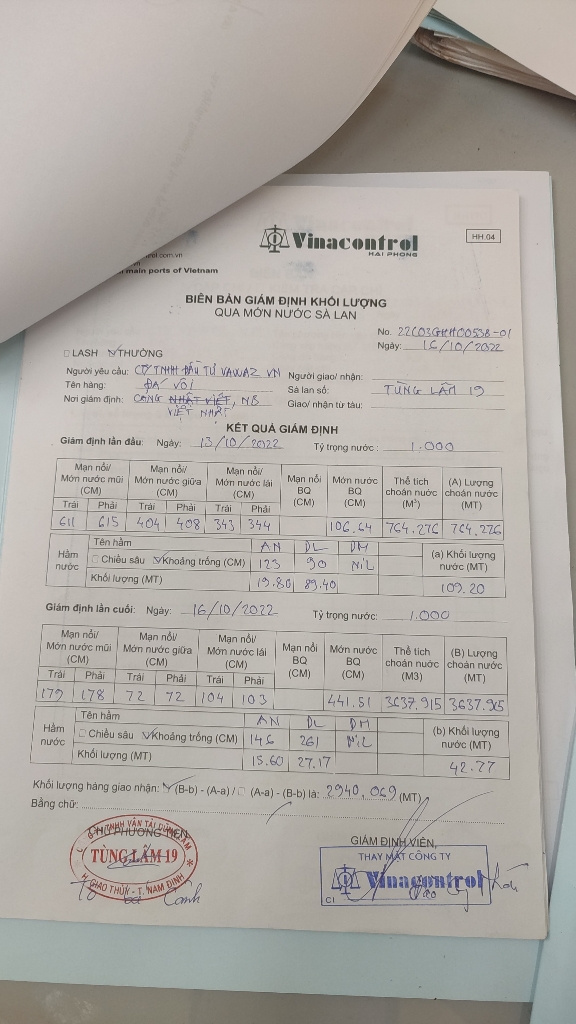 Vinacontrol
HAI PHONG
HH.04
.com.vn
main ports of Vietnam
BIÊN BẢN GIÁM ĐỊNH KHỐI LƯỢNG
QUA MỚN NƯỚC SÀ LAN
No. 22C03GHH00538-01
Ngày: 16/10/2022
LASH THƯỜNG
Người yêu cầu: CTY TNHH ĐẦU TƯ VAWAZ VN Người giao/ nhận:
Tên hàng: ĐÁ VÔI Sà lan số: TÙNG LÂM 19
Nơi giám định: CẢNG NHẬT VIẾT, NB Giao/ nhận từ tàu:
VIỆT NHẬT
KẾT QUẢ GIÁM ĐỊNH
Giám định lần đầu: Ngày: 13/10/2022 Tỷ trọng nước: 1.000
Mạn nổi/ Mớn nước mũi (CM) Mạn nổi/ Mớn nước giữa (CM) Mạn nổi/ Mớn nước lái (CM) Mạn nổi BQ (CM) Mớn nước BQ (CM) Thể tích choán nước (M³) (A) Lượng choán nước (MT)
Trái Phải Trái Phải Trái Phải
611 615 404 408 343 344 106.64 764.276 764.276
Hầm nước Tên hầm AN DL DM (a) Khối lượng nước (MT)
Chiều sâu Khoảng trống (CM) 123 90 NIL
Khối lượng (MT) 19.80 89.40 109.20
Giám định lần cuối: Ngày: 16/10/2022 Tỷ trọng nước: 1.000
Mạn nổi/ Mớn nước mũi (CM) Mạn nổi/ Mớn nước giữa (CM) Mạn nổi/ Mớn nước lái (CM) Mạn nổi BQ (CM) Mớn nước BQ (CM) Thể tích choán nước (M3) (B) Lượng choán nước (MT)
Trái Phải Trái Phải Trái Phải
179 178 72 72 104 103 441.51 3637.915 3637.915
Hầm nước Tên hầm AN DL DM (b) Khối lượng nước (MT)
Chiều sâu Khoảng trống (CM) 146 261 NIL
Khối lượng (MT) 15.60 27.17 42.77
Khối lượng hàng giao nhận: (B-b) - (A-a) / (A-a) - (B-b) là: 2940.069 (MT)
Bằng chữ:
CHỦ PHƯƠNG TIỆN
TÙNG LÂM 19
H. GIAO THỦY - T. NAM ĐỊNH
GIÁM ĐỊNH VIÊN,
THAY MẶT CÔNG TY
Vinacontrol
CI